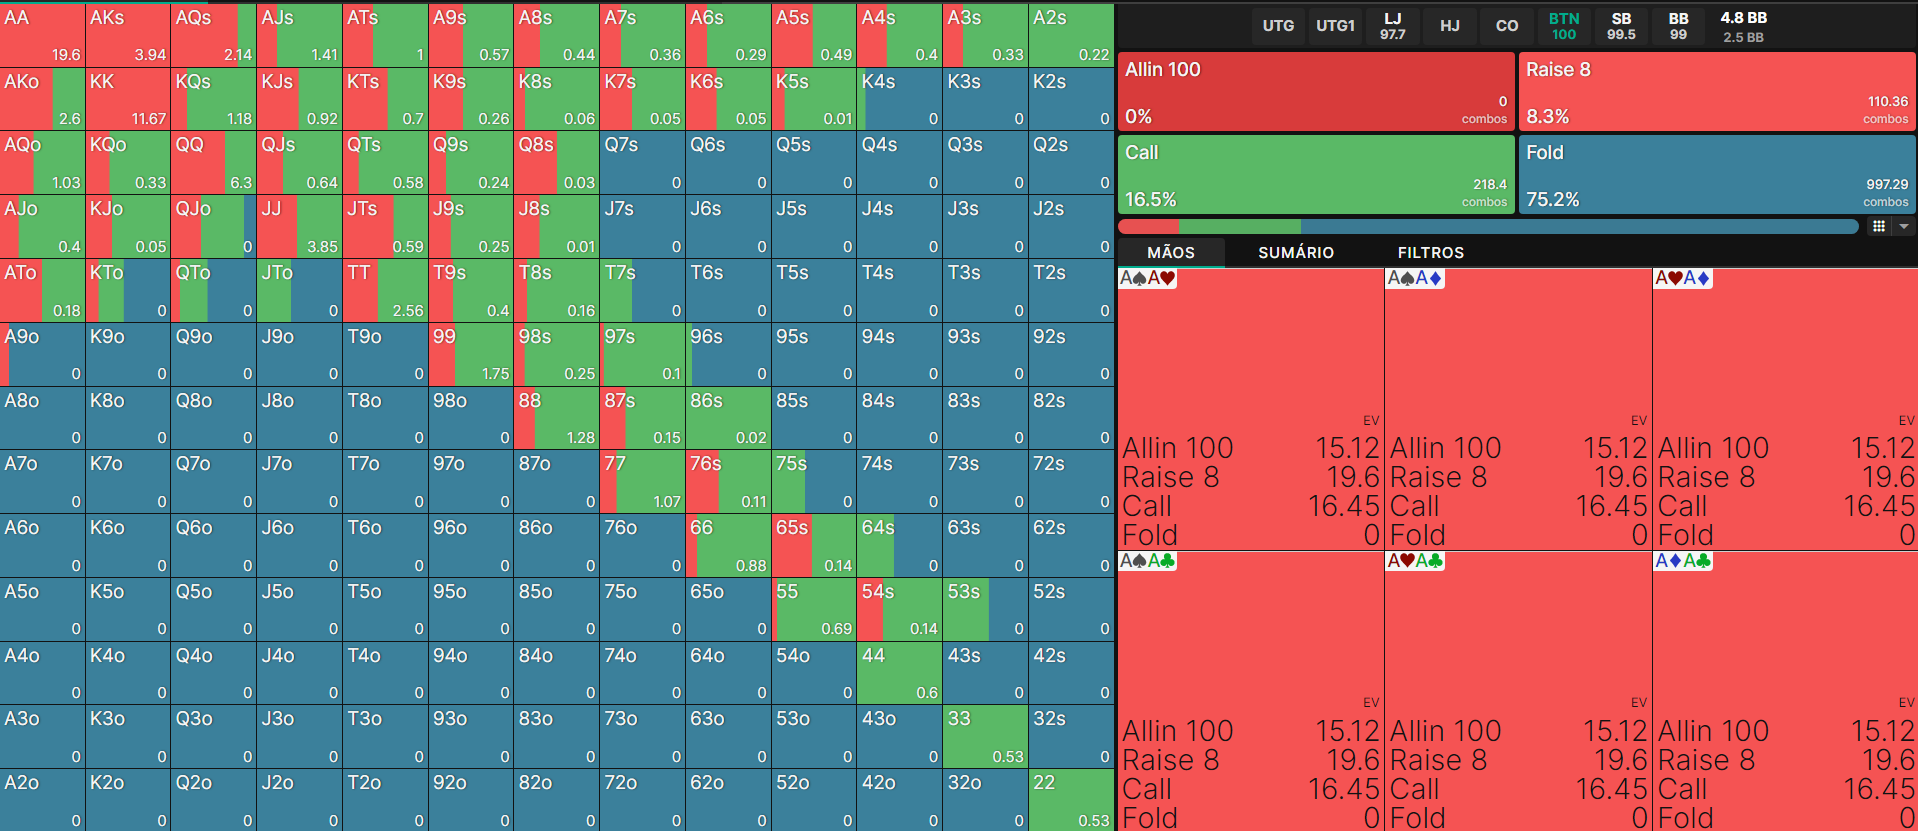 UTG UTG1 LJ HJ CO BTN SB BB 4.8 BB
97.7 100 99.5 99 2.5 BB
AA AKs AQs AJs ATs A9s A8s A7s A6s A5s A4s A3s A2s
19.6 3.94 2.14 1.41 1 0.57 0.44 0.36 0.29 0.49 0.4 0.33 0.22
AKo KK KQs KJs KTs K9s K8s K7s K6s K5s K4s K3s K2s
2.6 11.67 1.18 0.92 0.7 0.26 0.06 0.05 0.05 0.01 0 0 0
AQo KQo QQ QJs QTs Q9s Q8s Q7s Q6s Q5s Q4s Q3s Q2s
1.03 0.33 6.3 0.64 0.58 0.24 0.03 0 0 0 0 0 0
AJo KJo QJo JJ JTs J9s J8s J7s J6s J5s J4s J3s J2s
0.4 0.05 0 3.85 0.59 0.25 0.01 0 0 0 0 0 0
ATo KTo QTo JTo TT T9s T8s T7s T6s T5s T4s T3s T2s
0.18 0 0 0 2.56 0.4 0.16 0 0 0 0 0 0
A9o K9o Q9o J9o T9o 99 98s 97s 96s 95s 94s 93s 92s
0 0 0 0 0 1.75 0.25 0.1 0 0 0 0 0
A8o K8o Q8o J8o T8o 98o 88 87s 86s 85s 84s 83s 82s
0 0 0 0 0 0 1.28 0.15 0.02 0 0 0 0
A7o K7o Q7o J7o T7o 97o 87o 77 76s 75s 74s 73s 72s
0 0 0 0 0 0 0 1.07 0.11 0 0 0 0
A6o K6o Q6o J6o T6o 96o 86o 76o 66 65s 64s 63s 62s
0 0 0 0 0 0 0 0 0.88 0.14 0 0 0
A5o K5o Q5o J5o T5o 95o 85o 75o 65o 55 54s 53s 52s
0 0 0 0 0 0 0 0 0 0.69 0.14 0 0
A4o K4o Q4o J4o T4o 94o 84o 74o 64o 54o 44 43s 42s
0 0 0 0 0 0 0 0 0 0 0.6 0 0
A3o K3o Q3o J3o T3o 93o 83o 73o 63o 53o 43o 33 32s
0 0 0 0 0 0 0 0 0 0 0 0.53 0
A2o K2o Q2o J2o T2o 92o 82o 72o 62o 52o 42o 32o 22
0 0 0 0 0 0 0 0 0 0 0 0 0.53
Allin 100 Raise 8
0 110.36
0% combos 8.3% combos
Call Fold
218.4 997.29
16.5% combos 75.2% combos
MÃOS SUMÁRIO FILTROS
A♠A♥ A♠A♦ A♥A♦
EV EV EV
Allin 100 15.12 Allin 100 15.12 Allin 100 15.12
Raise 8 19.6 Raise 8 19.6 Raise 8 19.6
Call 16.45 Call 16.45 Call 16.45
Fold 0 Fold 0 Fold 0
A♠A♣ A♥A♣ A♦A♣
EV EV EV
Allin 100 15.12 Allin 100 15.12 Allin 100 15.12
Raise 8 19.6 Raise 8 19.6 Raise 8 19.6
Call 16.45 Call 16.45 Call 16.45
Fold 0 Fold 0 Fold 0